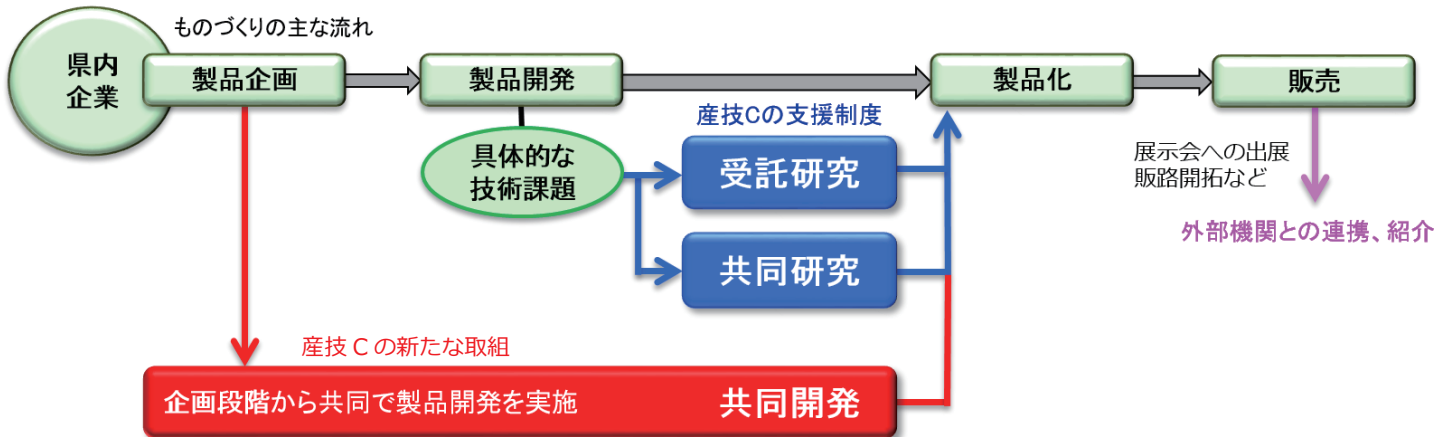 ものづくりの主な流れ
県内
企業
製品企画
製品開発
製品化
販売
産技Cの支援制度
具体的な
技術課題
受託研究
共同研究
展示会への出展
販路開拓など
外部機関との連携、紹介
産技Cの新たな取組
企画段階から共同で製品開発を実施 共同開発